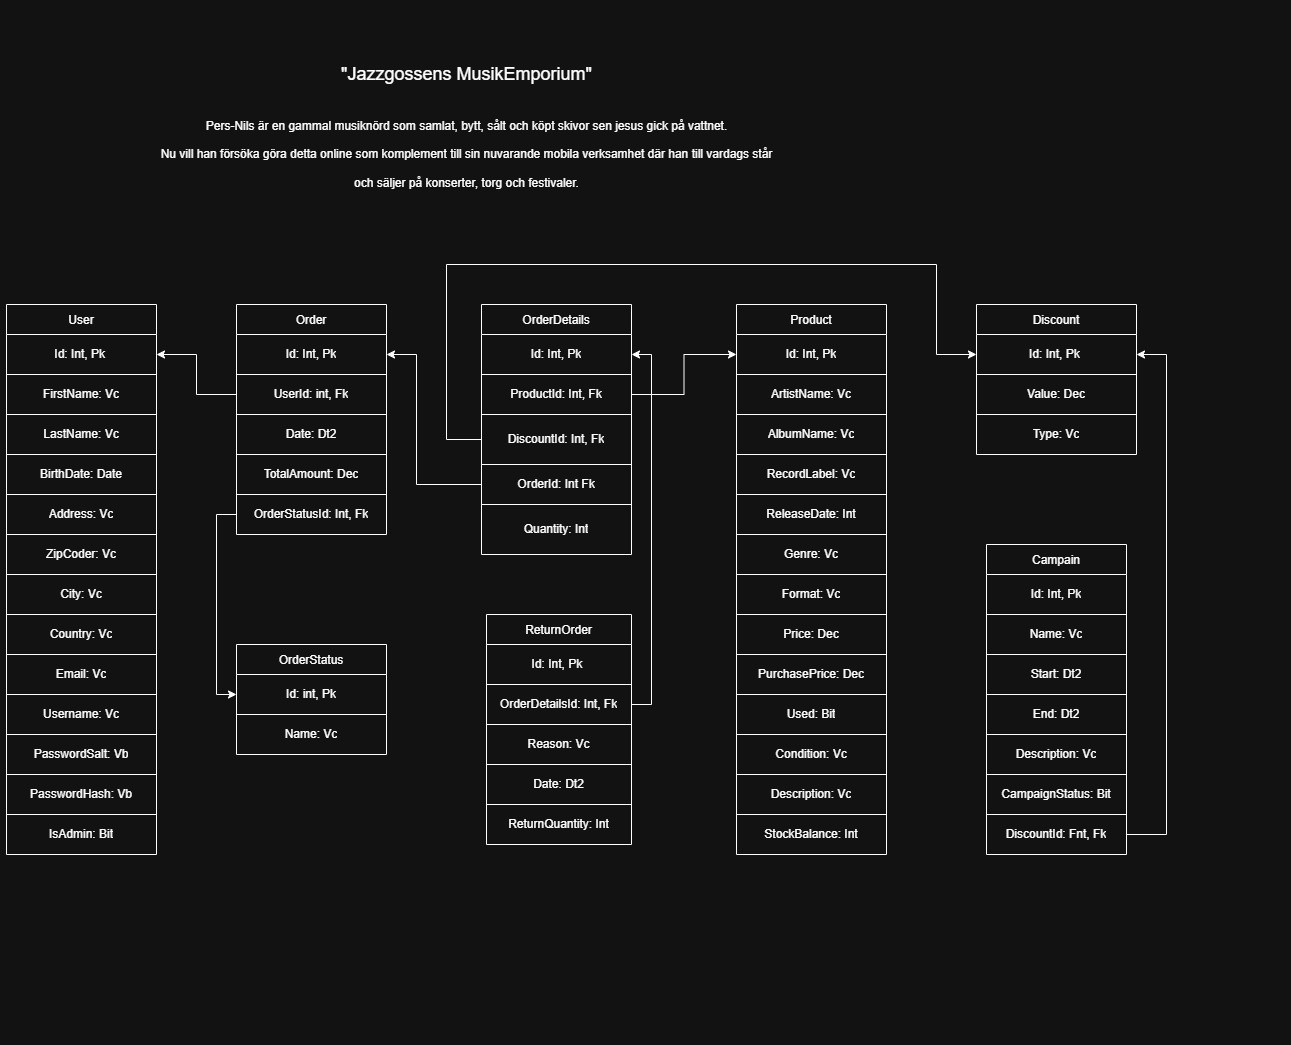 "Jazzgossens MusikEmporium"
Pers-Nils är en gammal musiknörd som samlat, bytt, sålt och köpt skivor sen jesus gick på vattnet.
Nu vill han försöka göra detta online som komplement till sin nuvarande mobila verksamhet där han till vardags står
och säljer på konserter, torg och festivaler.
User
Id: Int, Pk
FirstName: Vc
LastName: Vc
BirthDate: Date
Address: Vc
ZipCoder: Vc
City: Vc
Country: Vc
Email: Vc
Username: Vc
PasswordSalt: Vb
PasswordHash: Vb
IsAdmin: Bit
Order
Id: Int, Pk
UserId: int, Fk
Date: Dt2
TotalAmount: Dec
OrderStatusId: Int, Fk
OrderStatus
Id: int, Pk
Name: Vc
OrderDetails
Id: Int, Pk
ProductId: Int, Fk
DiscountId: Int, Fk
OrderId: Int Fk
Quantity: Int
ReturnOrder
Id: Int, Pk
OrderDetailsId: Int, Fk
Reason: Vc
Date: Dt2
ReturnQuantity: Int
Product
Id: Int, Pk
ArtistName: Vc
AlbumName: Vc
RecordLabel: Vc
ReleaseDate: Int
Genre: Vc
Format: Vc
Price: Dec
PurchasePrice: Dec
Used: Bit
Condition: Vc
Description: Vc
StockBalance: Int
Discount
Id: Int, Pk
Value: Dec
Type: Vc
Campain
Id: Int, Pk
Name: Vc
Start: Dt2
End: Dt2
Description: Vc
CampaignStatus: Bit
DiscountId: Fnt, Fk